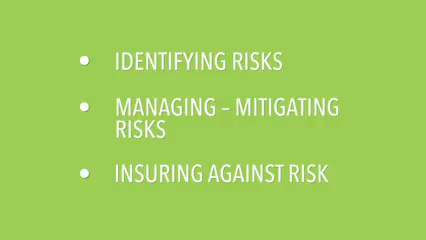 • IDENTIFYING RISKS
• MANAGING – MITIGATING
RISKS
• INSURING AGAINST RISK